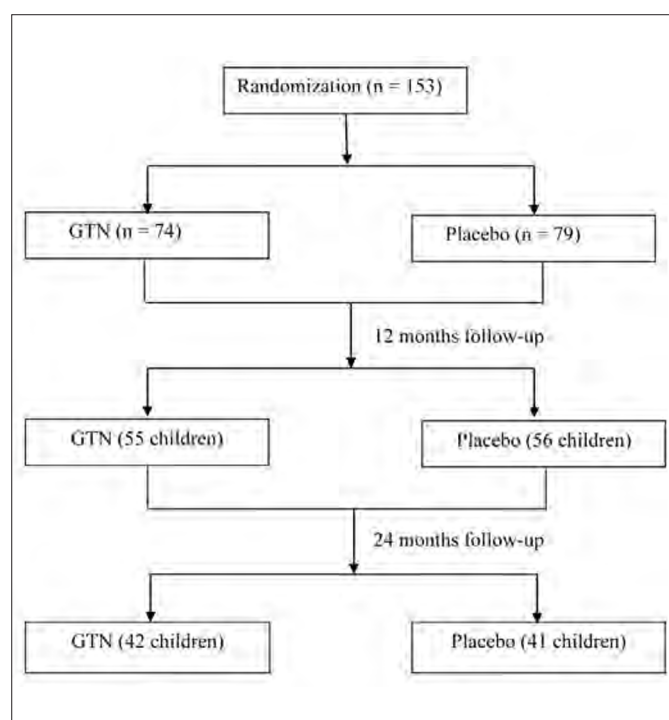 Randomization (n = 153)
GTN (n = 74)
Placebo (n = 79)
12 months follow-up
GTN (55 children)
Placebo (56 children)
24 months follow-up
GTN (42 children)
Placebo (41 children)